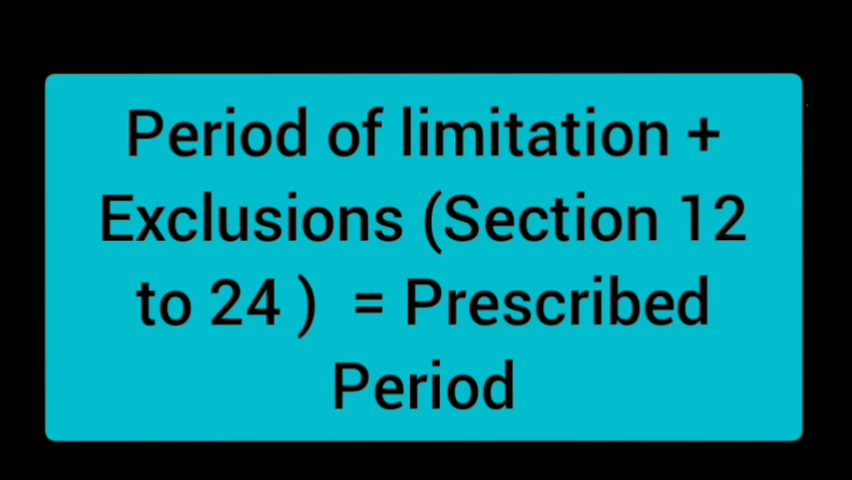 Period of limitation +
Exclusions (Section 12
to 24 )  = Prescribed
Period